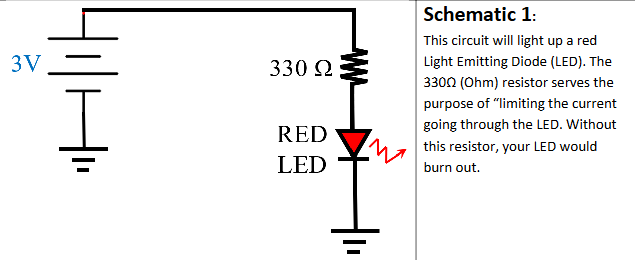 3V
330 Ω
RED
LED
Schematic 1:
This circuit will light up a red
Light Emitting Diode (LED). The
330Ω (Ohm) resistor serves the
purpose of “limiting the current
going through the LED. Without
this resistor, your LED would
burn out.